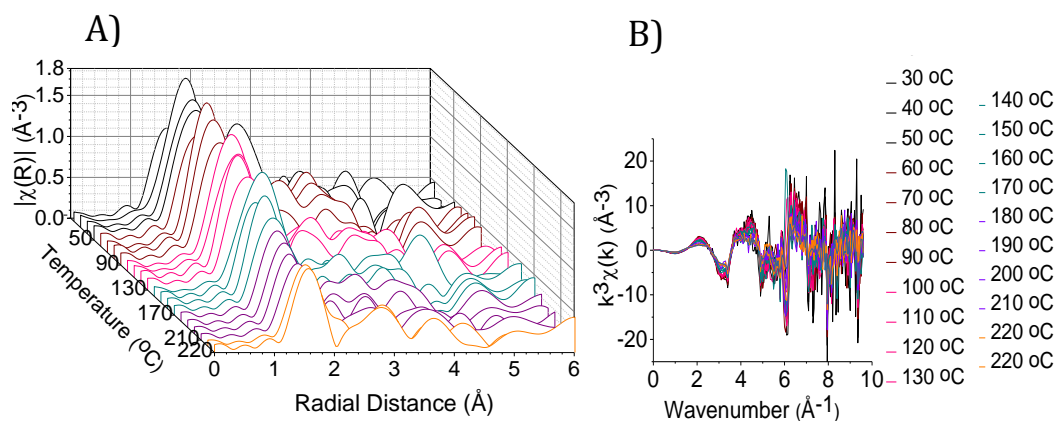 A)
1.8
1.5
1.0
0.5
0.0
|χ(R)| (Å-3)
50
90
130
170
210
220
Temperature (ºC)
0 1 2 3 4 5 6
Radial Distance (Å)
B)
20
10
0
-10
-20
k³χ(k) (Å-3)
0 2 4 6 8 10
Wavenumber (Å-1)
30 ºC
40 ºC
50 ºC
60 ºC
70 ºC
80 ºC
90 ºC
100 ºC
110 ºC
120 ºC
130 ºC
140 ºC
150 ºC
160 ºC
170 ºC
180 ºC
190 ºC
200 ºC
210 ºC
220 ºC
220 ºC